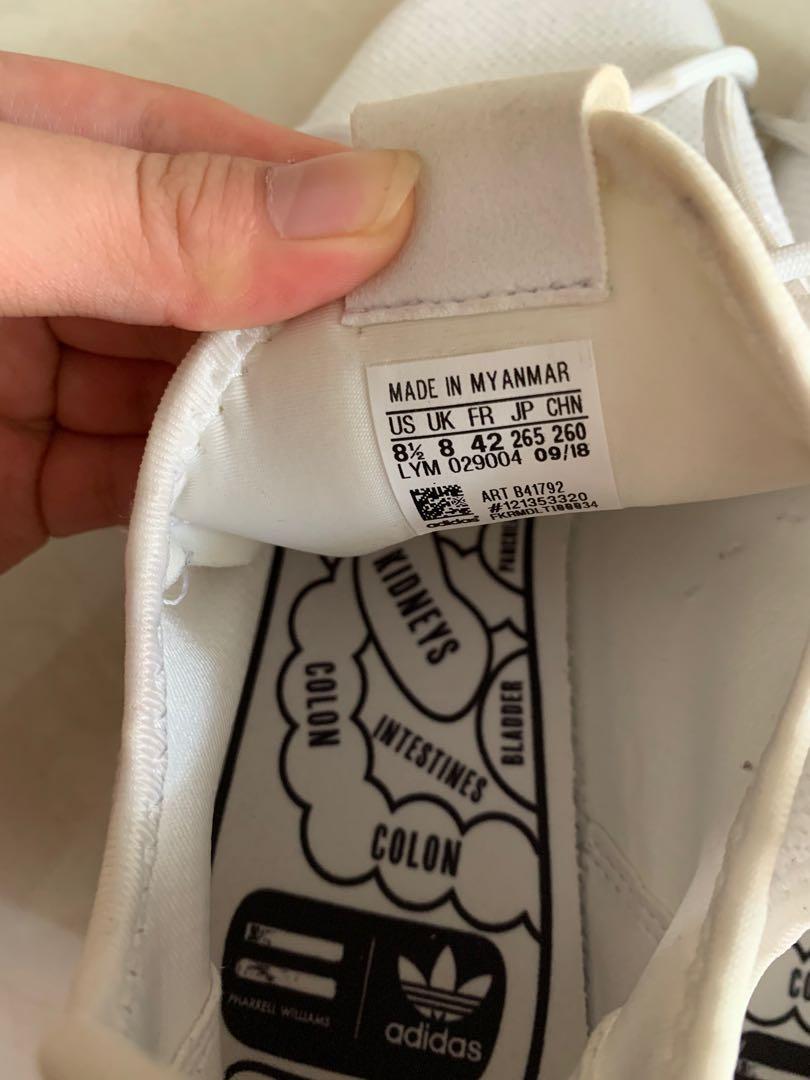 MADE IN MYANMAR
US UK FR JP CHN
8½ 8 42 265 260
LYM 029004 09/18
ART B41792
#121353320
adidas
KIDNEYS
COLON
INTESTINES
BLADDER
COLON
PHARRELL WILLIAMS
adidas